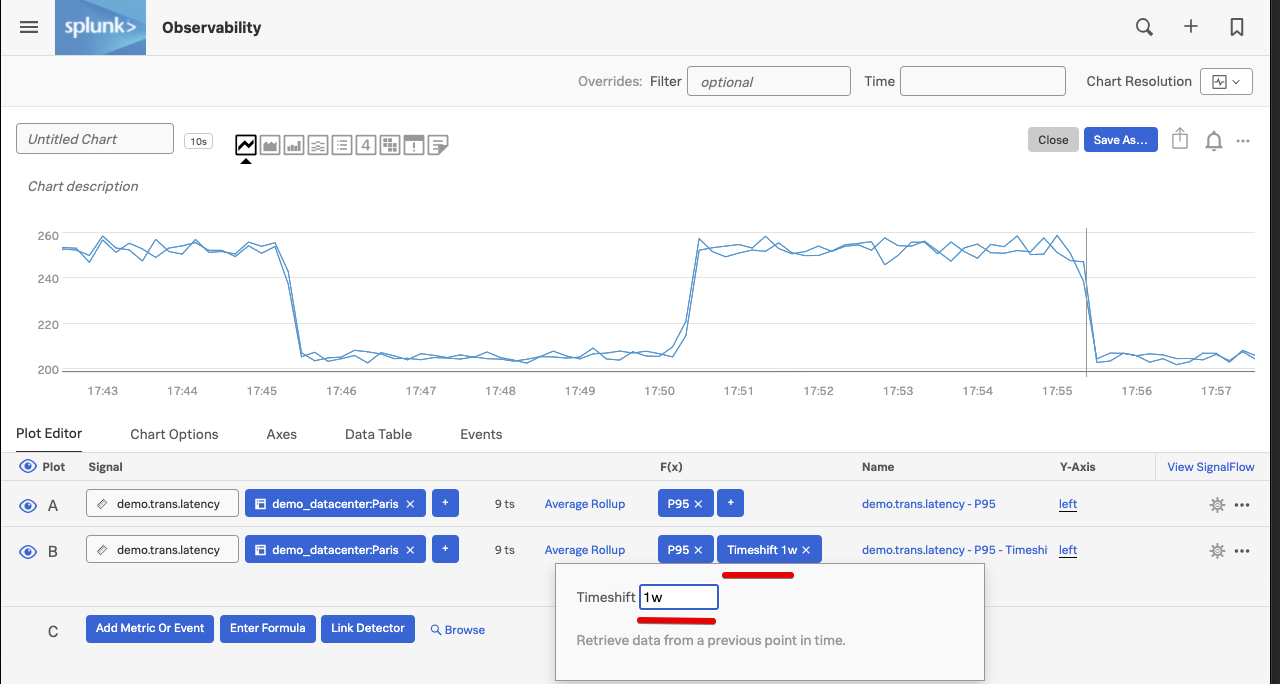 splunk> Observability
Overrides: Filter optional Time Chart Resolution
Untitled Chart 10s 4 Close Save As... ...
Chart description
260
240
220
200
17:43 17:44 17:45 17:46 17:47 17:48 17:49 17:50 17:51 17:52 17:53 17:54 17:55 17:56 17:57
Plot Editor Chart Options Axes Data Table Events
Plot Signal F(x) Name Y-Axis View SignalFlow
A demo.trans.latency demo_datacenter:Paris × + 9 ts Average Rollup P95 × + demo.trans.latency - P95 left
B demo.trans.latency demo_datacenter:Paris × + 9 ts Average Rollup P95 × Timeshift 1w × demo.trans.latency - P95 - Timeshi left
Timeshift 1w
C Add Metric Or Event Enter Formula Link Detector Browse
Retrieve data from a previous point in time.